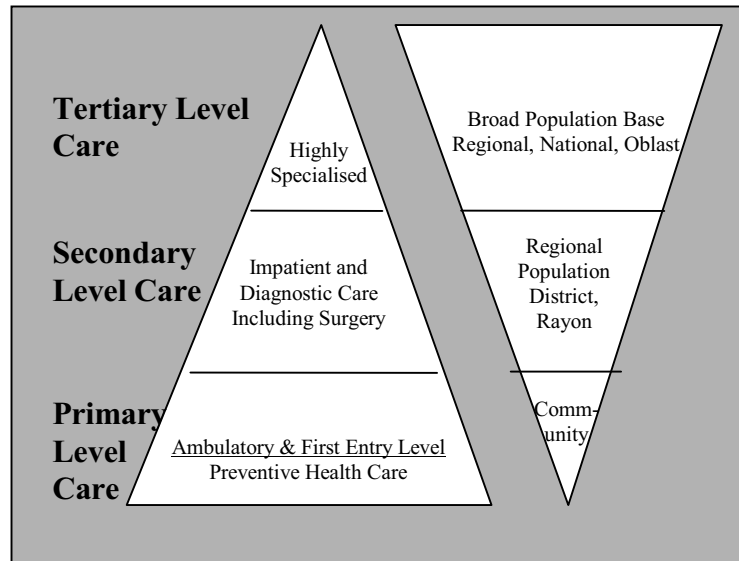 Tertiary Level
Care
Highly
Specialised
Broad Population Base
Regional, National, Oblast
Secondary
Level Care
Impatient and
Diagnostic Care
Including Surgery
Regional
Population
District,
Rayon
Primary
Level
Care
Ambulatory & First Entry Level
Preventive Health Care
Comm-
unity